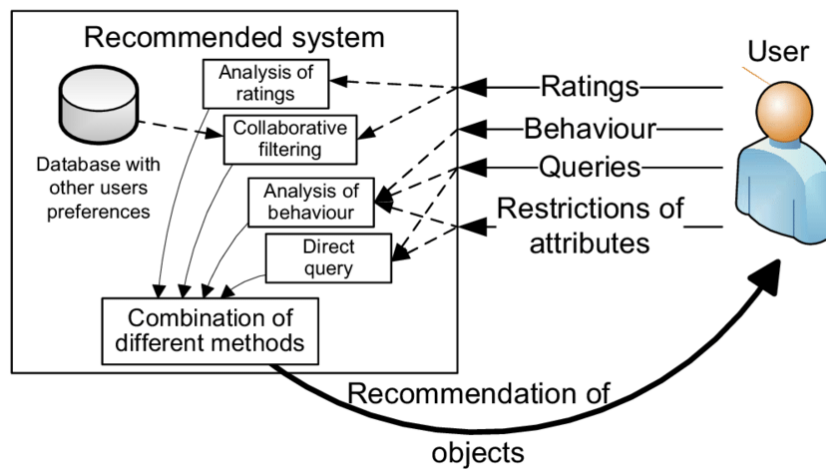 Recommended system
User
Analysis of
ratings
Ratings
Collaborative
filtering
Behaviour
Database with
other users
preferences
Queries
Analysis of
behaviour
Restrictions of
attributes
Direct
query
Combination of
different methods
Recommendation of
objects